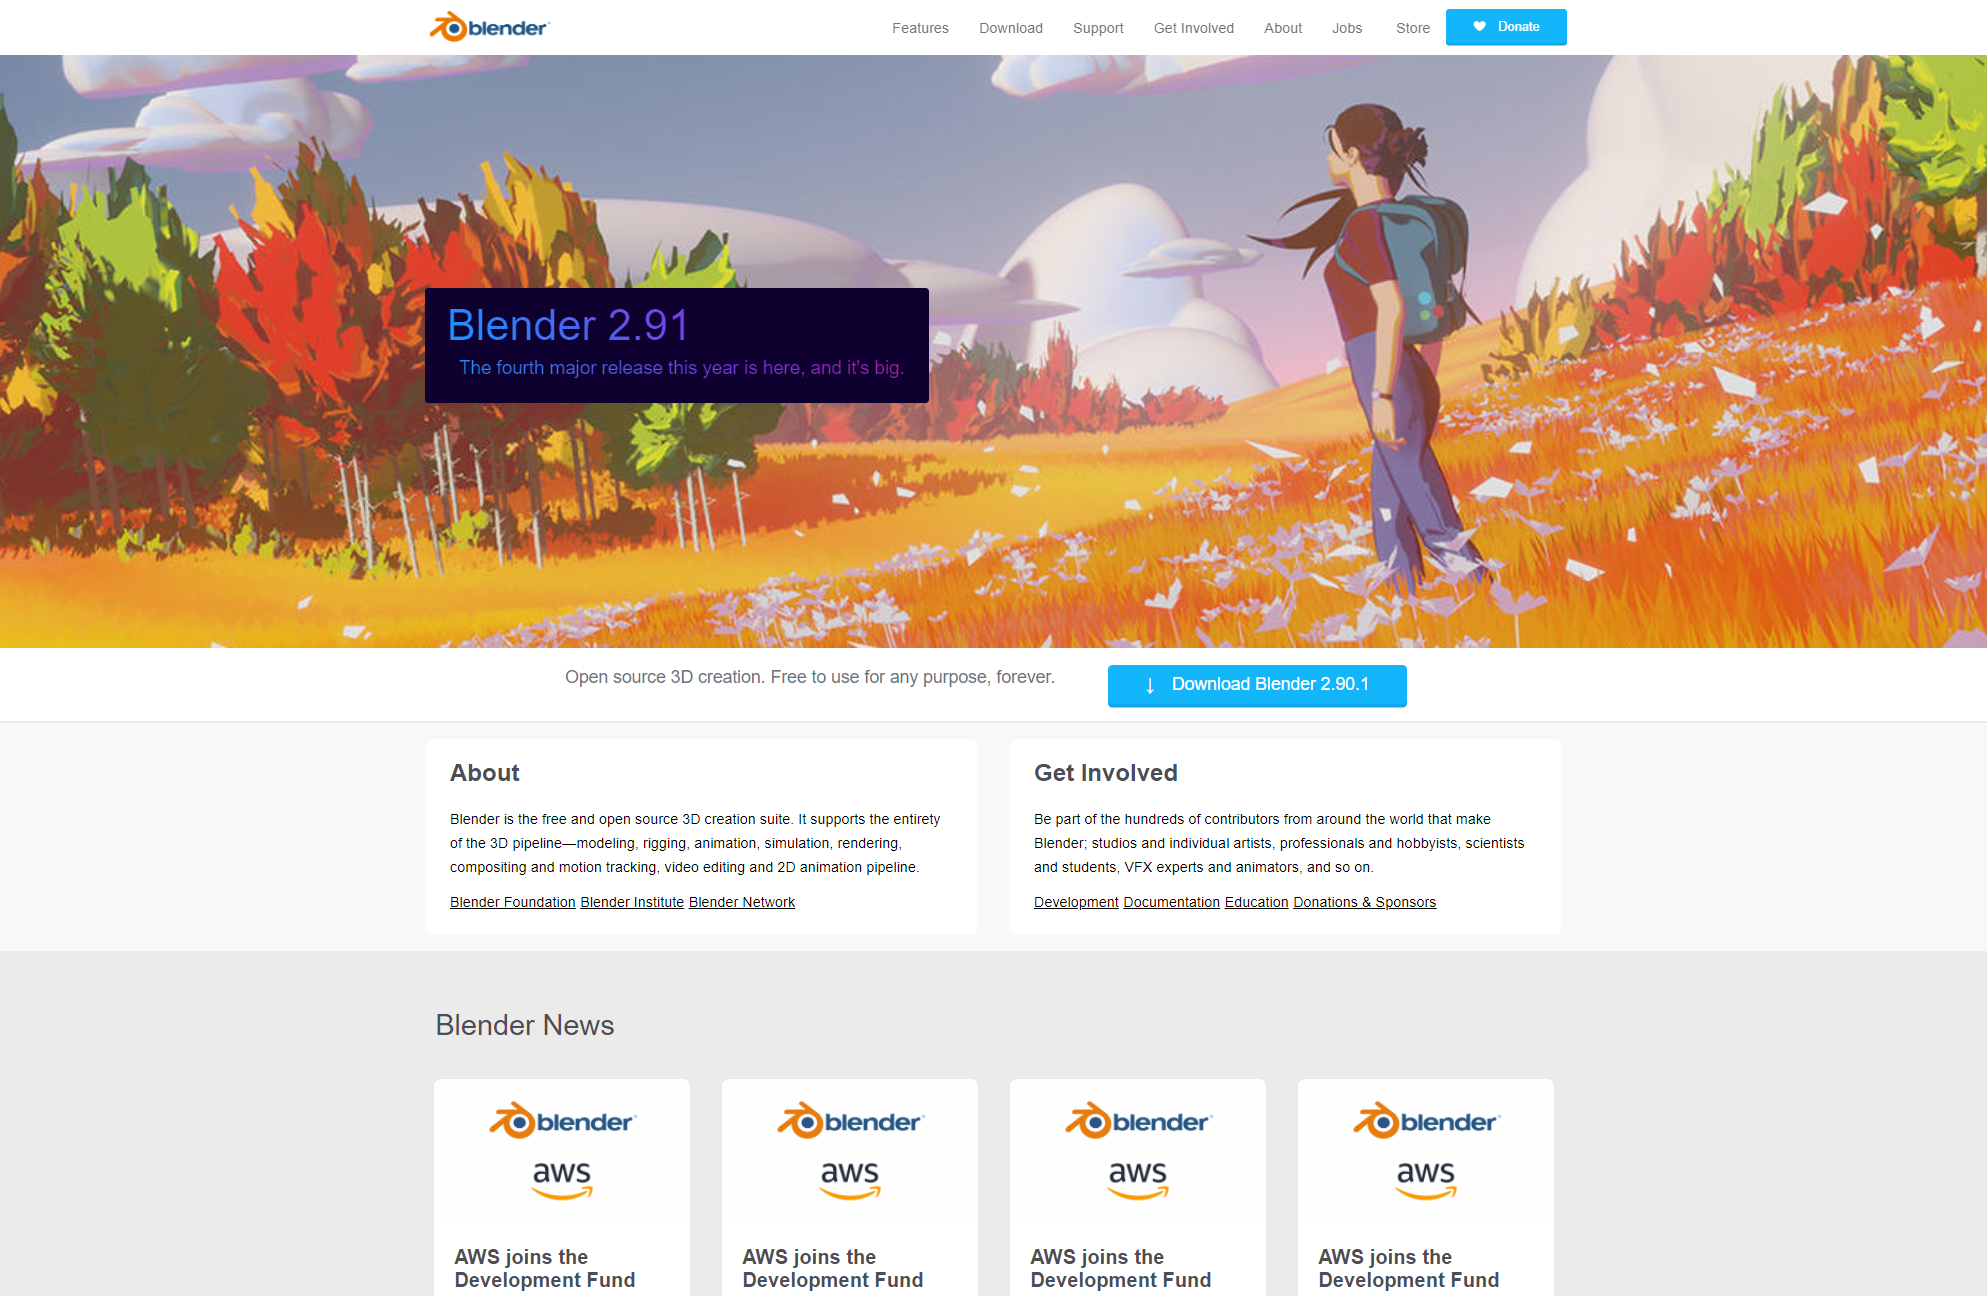 blender
Features Download Support Get Involved About Jobs Store Donate
Blender 2.91
The fourth major release this year is here, and it's big.
Open source 3D creation. Free to use for any purpose, forever.
↓ Download Blender 2.90.1
About
Blender is the free and open source 3D creation suite. It supports the entirety
of the 3D pipeline—modeling, rigging, animation, simulation, rendering,
compositing and motion tracking, video editing and 2D animation pipeline.
Blender Foundation Blender Institute Blender Network
Get Involved
Be part of the hundreds of contributors from around the world that make
Blender; studios and individual artists, professionals and hobbyists, scientists
and students, VFX experts and animators, and so on.
Development Documentation Education Donations & Sponsors
Blender News
blender
aws
AWS joins the
Development Fund
blender
aws
AWS joins the
Development Fund
blender
aws
AWS joins the
Development Fund
blender
aws
AWS joins the
Development Fund